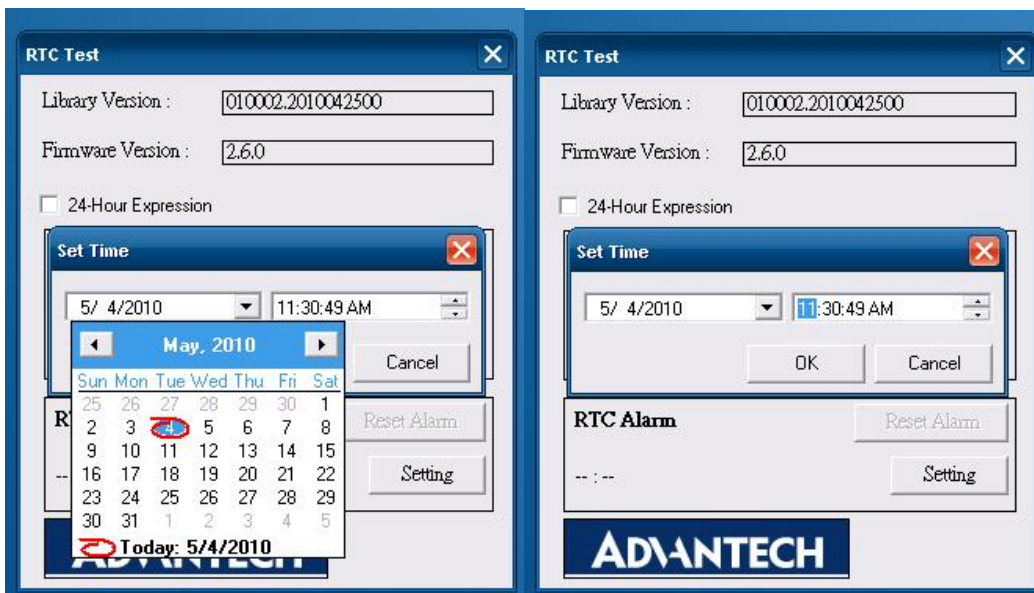 RTC Test
Library Version : 010002.2010042500
Firmware Version : 2.6.0
24-Hour Expression
Set Time
5/ 4/2010 11:30:49 AM
May, 2010
Cancel
Sun Mon Tue Wed Thu Fri Sat
25 26 27 28 29 30 1
2 3 4 5 6 7 8
9 10 11 12 13 14 15
16 17 18 19 20 21 22
23 24 25 26 27 28 29
30 31 1 2 3 4 5
Today: 5/4/2010
R
Reset Alarm
--
Setting
RTC Test
Library Version : 010002.2010042500
Firmware Version : 2.6.0
24-Hour Expression
Set Time
5/ 4/2010 11:30:49 AM
OK Cancel
RTC Alarm Reset Alarm
-- : -- Setting
ADVANTECH